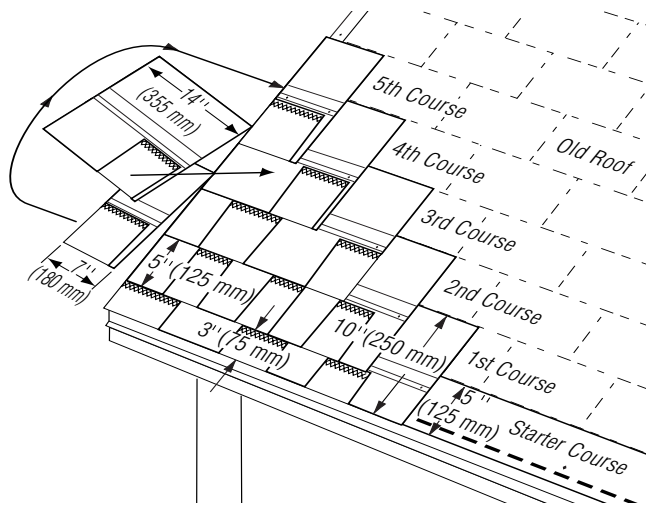 5th Course
Old Roof
14"
(355 mm)
4th Course
3rd Course
7"
(180 mm)
5" (125 mm)
2nd Course
3" (75 mm)
10" (250 mm)
1st Course
5"
(125 mm)
Starter Course